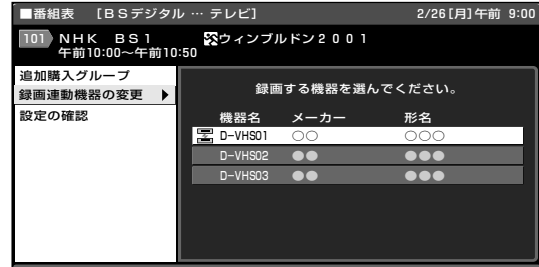 ■番組表 [BSデジタル … テレビ] 2/26[月]午前 9:00
101 NHK BS1 ウィンブルドン2001
午前10:00～午前10:50
追加購入グループ
録画連動機器の変更 ▶
設定の確認
録画する機器を選んでください。
機器名 メーカー 形名
D-VHS01 ○○ ○○○
D-VHS02 ●● ●●●
D-VHS03 ●● ●●●